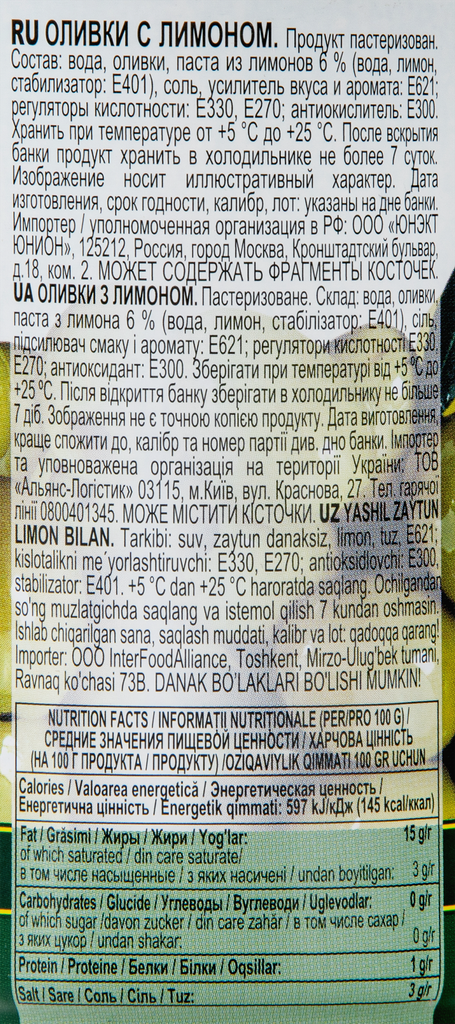 RU ОЛИВКИ С ЛИМОНОМ. Продукт пастеризован.
Состав: вода, оливки, паста из лимонов 6 % (вода, лимон,
стабилизатор: Е401), соль, усилитель вкуса и аромата: Е621;
регуляторы кислотности: Е330, Е270; антиокислитель: Е300.
Хранить при температуре от +5 °С до +25 °С. После вскрытия
банки продукт хранить в холодильнике не более 7 суток.
Изображение носит иллюстративный характер. Дата
изготовления, срок годности, калибр, лот: указаны на дне банки.
Импортер / уполномоченная организация в РФ: ООО «ЮНЭКТ
ЮНИОН», 125212, Россия, город Москва, Кронштадтский бульвар,
д.18, ком. 2. МОЖЕТ СОДЕРЖАТЬ ФРАГМЕНТЫ КОСТОЧЕК.
UA ОЛИВКИ З ЛИМОНОМ. Пастеризоване. Склад: вода, оливки,
паста з лимона 6 % (вода, лимон, стабілізатор: Е401), сіль,
підсилювач смаку і аромату: Е621; регулятори кислотності Е330,
Е270; антиоксидант: Е300. Зберігати при температурі від +5 °С до
+25 °С. Після відкриття банку зберігати в холодильнику не більше
7 діб. Зображення не є точною копією продукту. Дата виготовлення,
краще спожити до, калібр та номер партії див. дно банки. Імпортер
та уповноважена організація на території України: ТОВ
«Альянс-Логістик» 03115, м.Київ, вул. Краснова, 27. Тел. гарячої
лінії 0800401345. МОЖЕ МІСТИТИ КІСТОЧКИ. UZ YASHIL ZAYTUN
LIMON BILAN. Tarkibi: suv, zaytun danaksiz, limon, tuz, E621;
kislotalikni me´yorlashtiruvchi: E330, E270; antioksidlovchi: E300,
stabilizator: E401. +5 °C dan +25 °C haroratda saqlang. Ochilgandan
so'ng muzlatgichda saqlang va istemol qilish 7 kundan oshmasin.
Ishlab chiqarilgan sana, saqlash muddati, kalibr va lot: qadoqqa qarang!
Importer: OOO InterFoodAlliance, Toshkent, Mirzo-Ulug'bek tumani,
Ravnaq ko'chasi 73B. DANAK BO'LAKLARI BO'LISHI MUMKIN!
NUTRITION FACTS / INFORMAȚII NUTRIȚIONALE (PER/PRO 100 G) /
СРЕДНИЕ ЗНАЧЕНИЯ ПИЩЕВОЙ ЦЕННОСТИ / ХАРЧОВА ЦІННІСТЬ
(НА 100 Г ПРОДУКТА / ПРОДУКТУ) /OZIQAVIYLIK QIMMATI 100 GR UCHUN
Calories / Valoarea energetică / Энергетическая ценность /
Енергетична цінність / Energetik qimmati: 597 kJ/кДж (145 kcal/ккал)
Fat / Grăsimi / Жиры / Жири / Yog'lar: 15 g/г
of which saturated / din care saturate/
в том числе насыщенные / з яких насичені / undan boyitilgan: 3 g/г
Carbohydrates / Glucide / Углеводы / Вуглеводи / Uglevodlar: 0 g/г
of which sugar /davon zucker / din care zahăr / в том числе сахар /
з яких цукор / undan shakar: 0 g/г
Protein / Proteine / Белки / Білки / Oqsillar: 1 g/г
Salt / Sare / Соль / Сіль / Tuz: 3 g/г